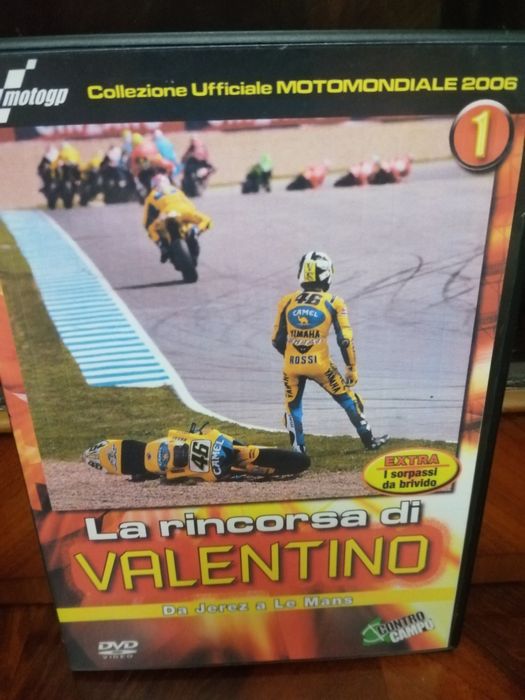 motogp
Collezione Ufficiale MOTOMONDIALE 2006
1
46
CAMEL
YAMAHA
ROSSI
46
CAMEL
EXTRA
I sorpassi
da brivido
La rincorsa di
VALENTINO
Da Jerez a Le Mans
DVD
VIDEO
CONTRO
CAMPO